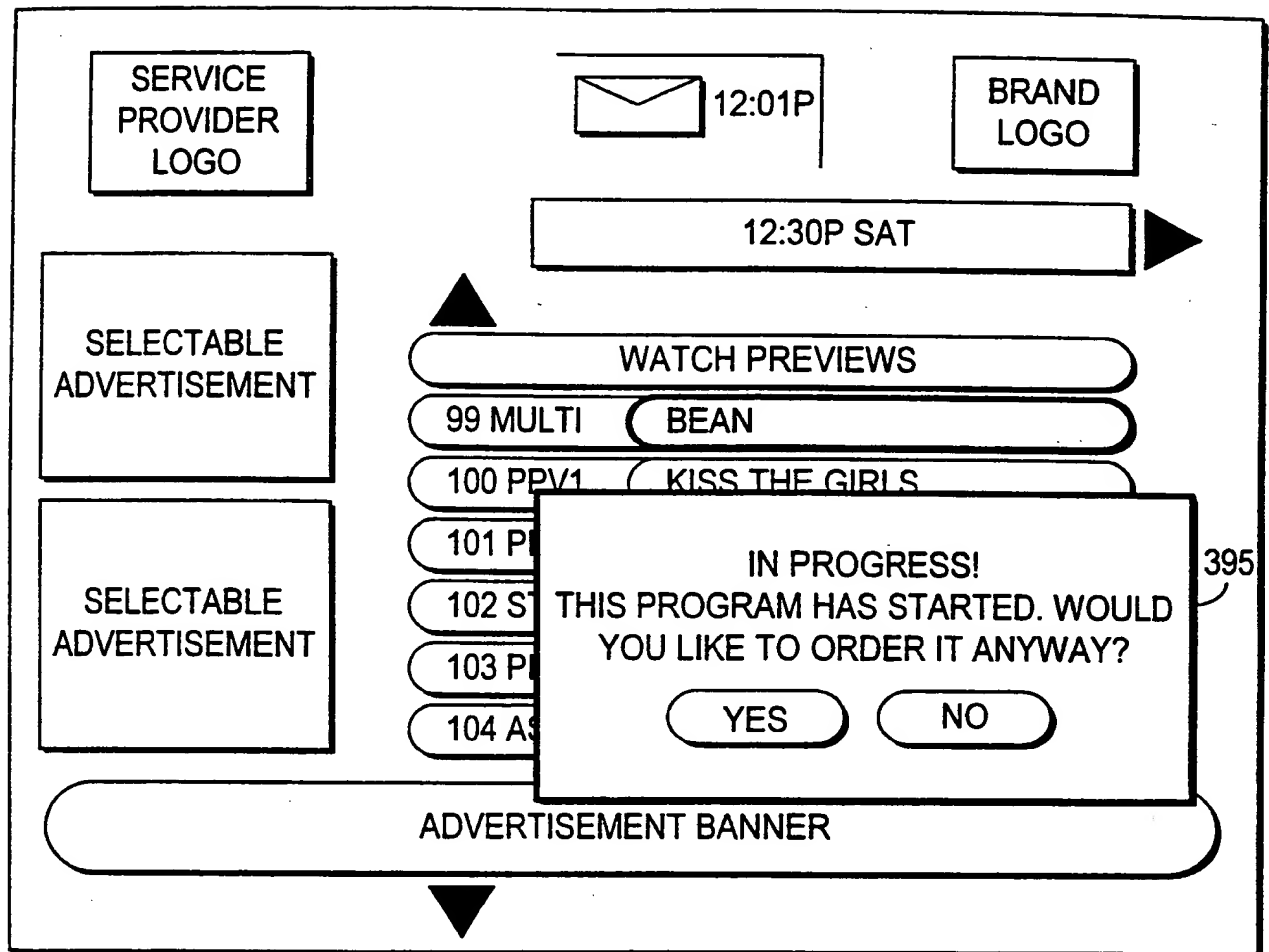 SERVICE
PROVIDER
LOGO
12:01P
BRAND
LOGO
12:30P SAT
SELECTABLE
ADVERTISEMENT
WATCH PREVIEWS
99 MULTI BEAN
100 PPV1 KISS THE GIRLS
101
102
103
104
IN PROGRESS!
THIS PROGRAM HAS STARTED. WOULD
YOU LIKE TO ORDER IT ANYWAY?
YES NO
395
SELECTABLE
ADVERTISEMENT
ADVERTISEMENT BANNER